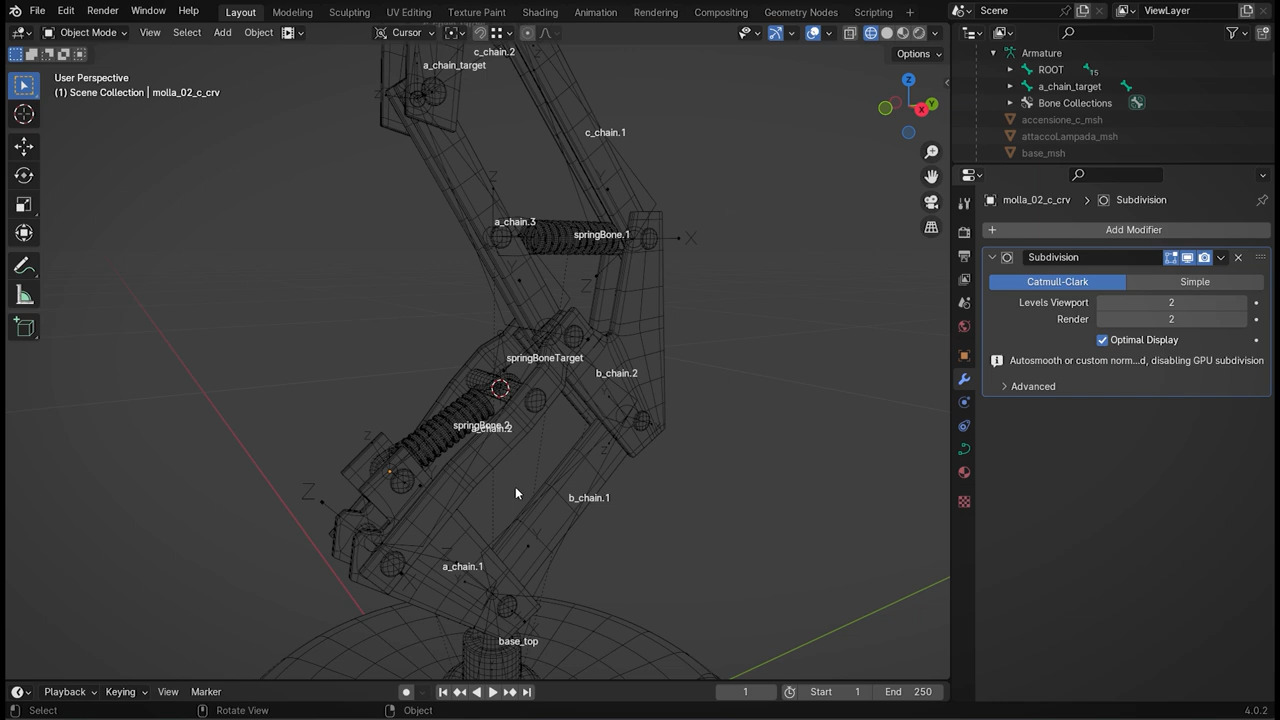 File Edit Render Window Help Layout Modeling Sculpting UV Editing Texture Paint Shading Animation Rendering Compositing Geometry Nodes Scripting + Scene ViewLayer
Object Mode View Select Add Object Cursor
Options
User Perspective
(1) Scene Collection | molla_02_c_crv
c_chain.2
a_chain_target
c_chain.1
a_chain.3
springBone.1
X
Z
springBoneTarget
b_chain.2
springBone.2
a_chain.2
b_chain.1
a_chain.1
base_top
Z
Y
X
Armature
ROOT 15
a_chain_target
Bone Collections
accensione_c_msh
attaccoLampada_msh
base_msh
molla_02_c_crv > Subdivision
+ Add Modifier
Subdivision
Catmull-Clark Simple
Levels Viewport 2
Render 2
Optimal Display
Autosmooth or custom norm...d, disabling GPU subdivision
Advanced
Playback Keying View Marker 1 Start 1 End 250
Select Rotate View Object 4.0.2